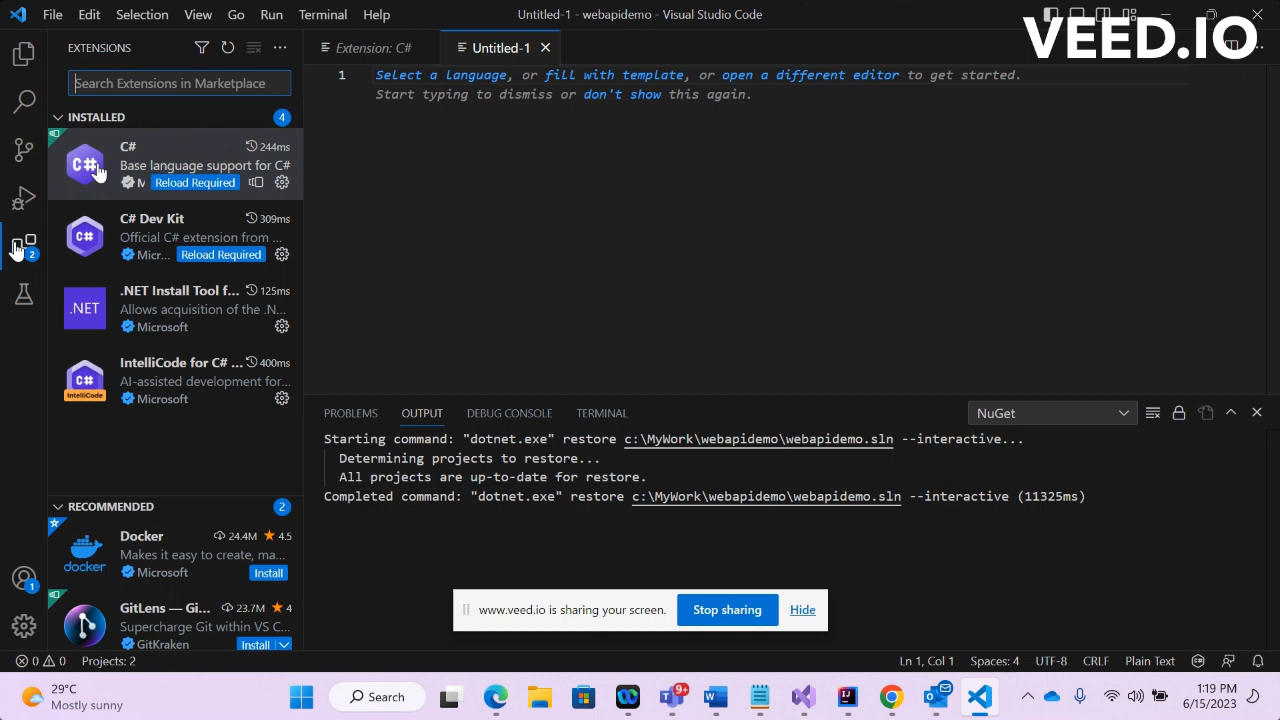 File Edit Selection View Go Run Terminal Help
Untitled-1 - webapidemo - Visual Studio Code
VEED.IO
EXTENSIONS
Extension: C#
Untitled-1
Search Extensions in Marketplace
1
Select a language, or fill with template, or open a different editor to get started.
Start typing to dismiss or don't show this again.
INSTALLED
4
C#
244ms
Base language support for C#
M
Reload Required
C# Dev Kit
309ms
Official C# extension from ...
Micr...
Reload Required
2
.NET
.NET Install Tool f...
125ms
Allows acquisition of the .N...
Microsoft
C#
IntelliCode
IntelliCode for C# ...
400ms
AI-assisted development for...
Microsoft
PROBLEMS OUTPUT DEBUG CONSOLE TERMINAL
NuGet
Starting command: "dotnet.exe" restore c:\MyWork\webapidemo\webapidemo.sln --interactive...
Determining projects to restore...
All projects are up-to-date for restore.
Completed command: "dotnet.exe" restore c:\MyWork\webapidemo\webapidemo.sln --interactive (11325ms)
RECOMMENDED
2
docker
Docker
24.4M
4.5
Makes it easy to create, ma...
Microsoft
Install
1
GitLens — Gi...
23.7M
4
Supercharge Git within VS C...
GitKraken
Install
www.veed.io is sharing your screen.
Stop sharing
Hide
0 0
Projects: 2
Ln 1, Col 1
Spaces: 4
UTF-8
CRLF
Plain Text
29°C
Mostly sunny
Search
9+
1:19 PM
6/15/2023